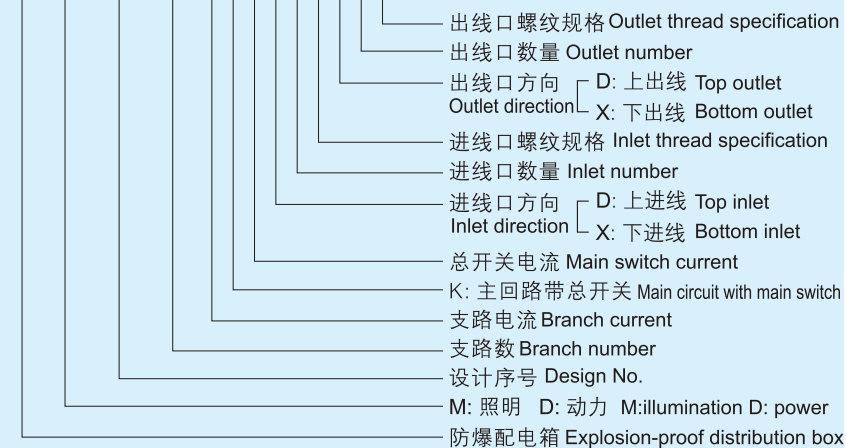 出线口螺纹规格 Outlet thread specification
出线口数量 Outlet number
出线口方向 D: 上出线 Top outlet
Outlet direction X: 下出线 Bottom outlet
进线口螺纹规格 Inlet thread specification
进线口数量 Inlet number
进线口方向 D: 上进线 Top inlet
Inlet direction X: 下进线 Bottom inlet
总开关电流 Main switch current
K: 主回路带总开关 Main circuit with main switch
支路电流 Branch current
支路数 Branch number
设计序号 Design No.
M: 照明 D: 动力 M:illumination D: power
防爆配电箱 Explosion-proof distribution box